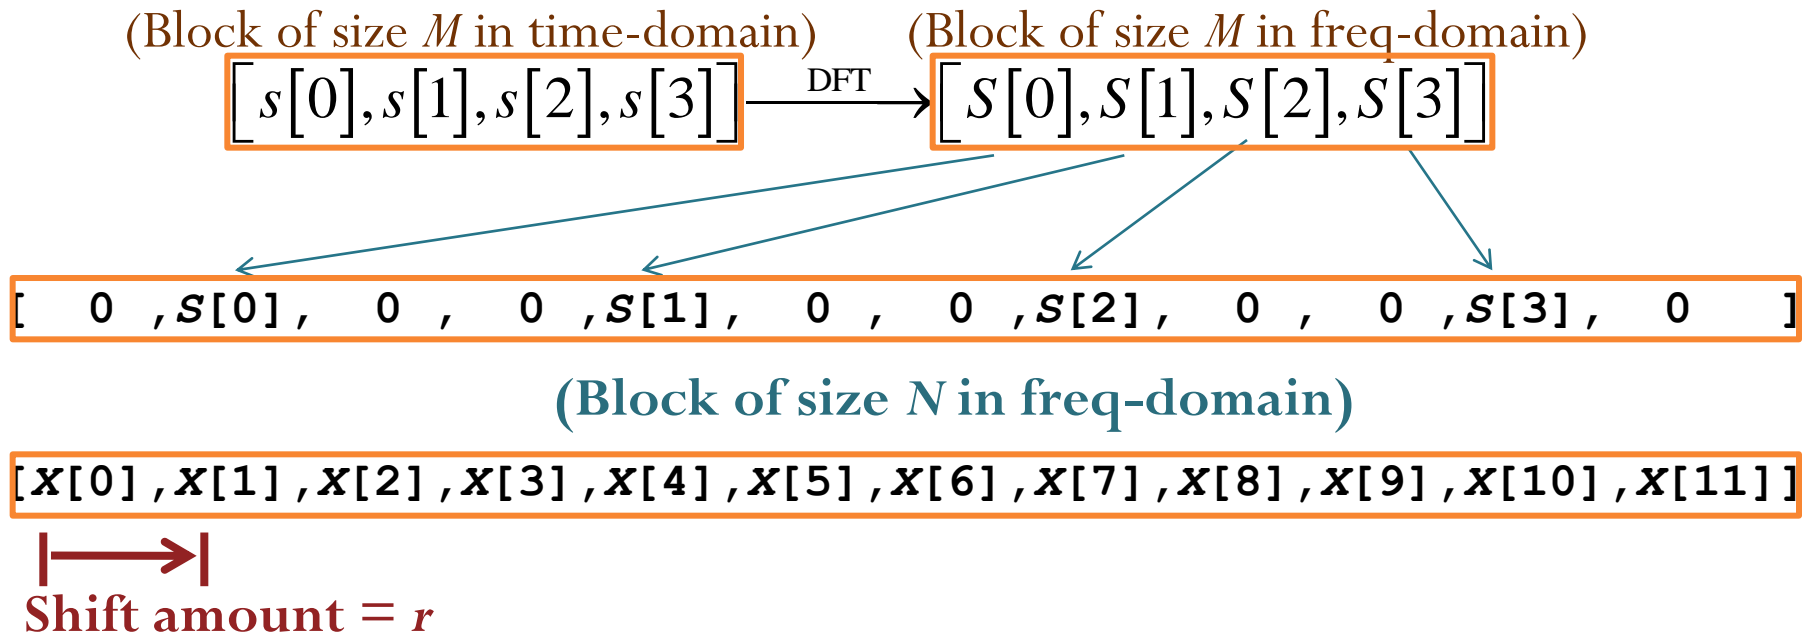 (Block of size M in time-domain) (Block of size M in freq-domain)
[s[0],s[1],s[2],s[3]] DFT [S[0],S[1],S[2],S[3]]
[ 0 ,S[0], 0 , 0 ,S[1], 0 , 0 ,S[2], 0 , 0 ,S[3], 0 ]
(Block of size N in freq-domain)
[X[0],X[1],X[2],X[3],X[4],X[5],X[6],X[7],X[8],X[9],X[10],X[11]]
Shift amount = r